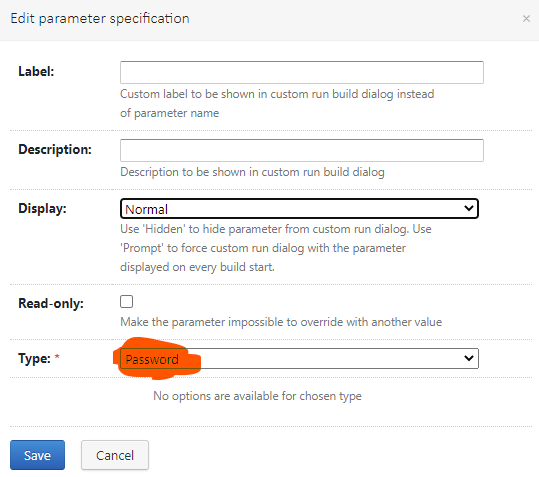 Edit parameter specification ×
Label:
Custom label to be shown in custom run build dialog instead
of parameter name
Description:
Description to be shown in custom run build dialog
Display: Normal
Use 'Hidden' to hide parameter from custom run dialog. Use
'Prompt' to force custom run dialog with the parameter
displayed on every build start.
Read-only:
Make the parameter impossible to override with another value
Type: * Password
No options are available for chosen type
Save Cancel